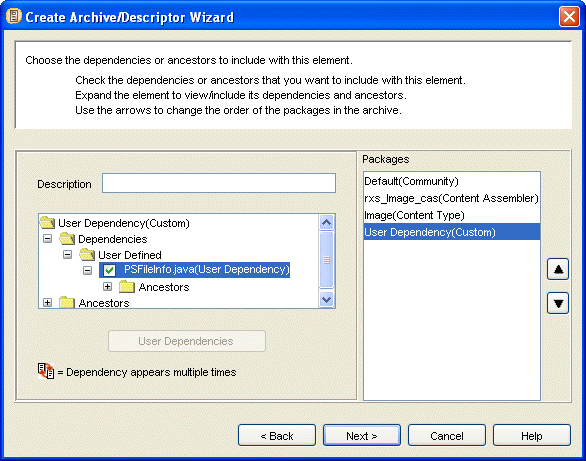 Create Archive/Descriptor Wizard
Choose the dependencies or ancestors to include with this element.
Check the dependencies or ancestors that you want to include with this element.
Expand the element to view/include its dependencies and ancestors.
Use the arrows to change the order of the packages in the archive.
Description
User Dependency(Custom)
Dependencies
User Defined
PSFileInfo.java(User Dependency)
Ancestors
Ancestors
User Dependencies
= Dependency appears multiple times
Packages
Default(Community)
rxs_Image_cas(Content Assembler)
Image(Content Type)
User Dependency(Custom)
< Back
Next >
Cancel
Help